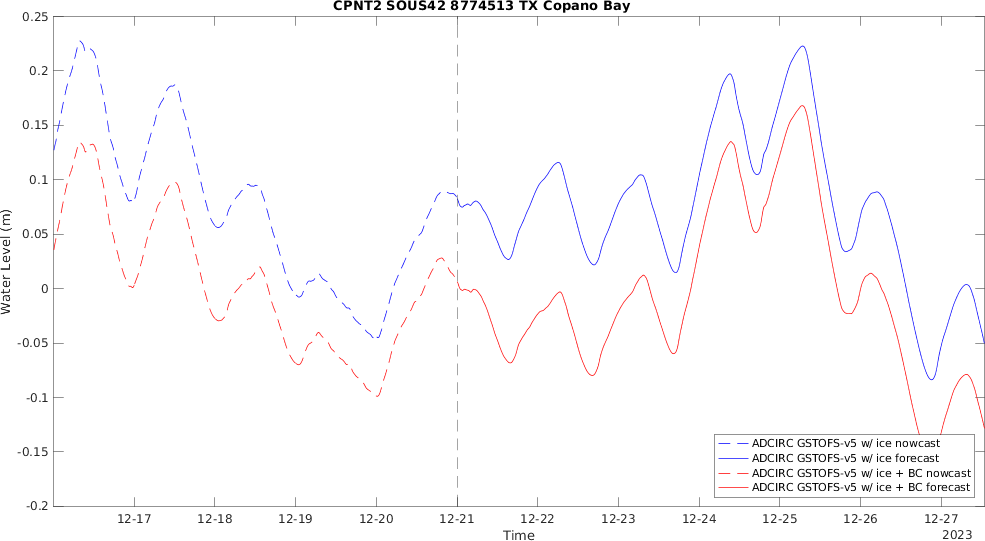 CPNT2 SOUS42 8774513 TX Copano Bay
0.25
0.2
0.15
0.1
0.05
0
-0.05
-0.1
-0.15
-0.2
Water Level (m)
ADCIRC GSTOFS-v5 w/ ice nowcast
ADCIRC GSTOFS-v5 w/ ice forecast
ADCIRC GSTOFS-v5 w/ ice + BC nowcast
ADCIRC GSTOFS-v5 w/ ice + BC forecast
12-17 12-18 12-19 12-20 12-21 12-22 12-23 12-24 12-25 12-26 12-27
Time
2023